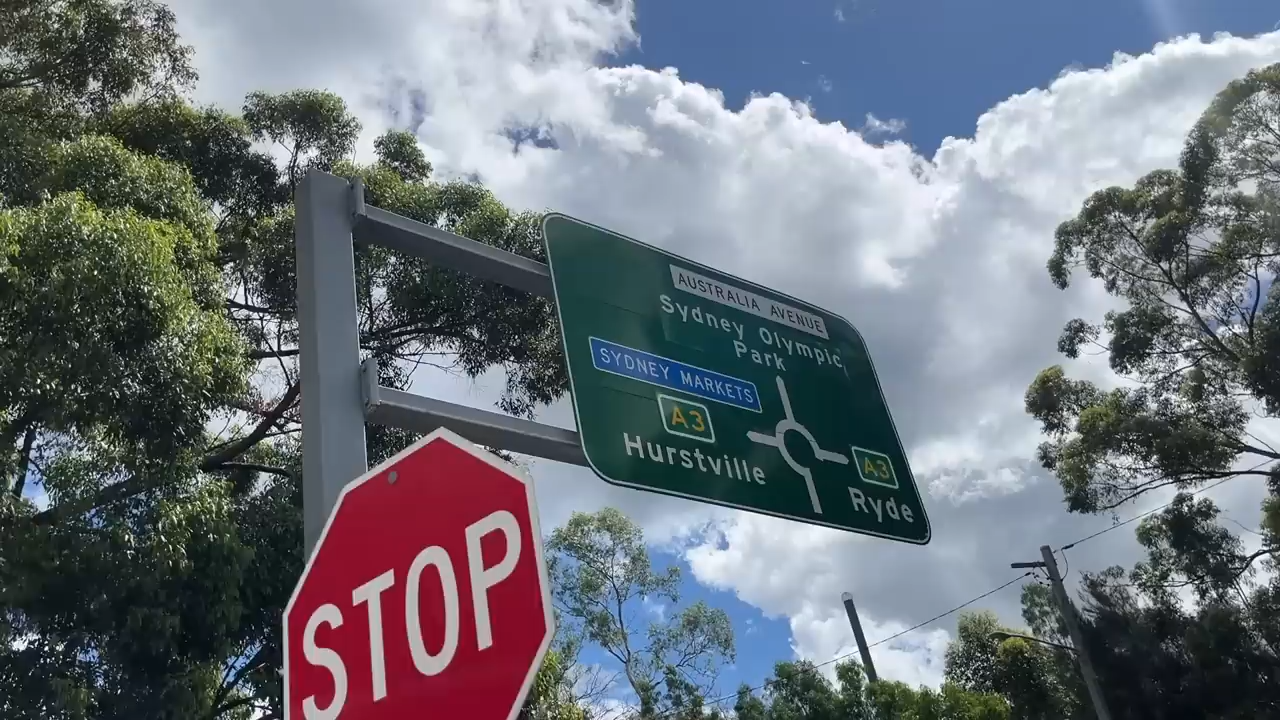 AUSTRALIA AVENUE
Sydney Olympic
Park
SYDNEY MARKETS
A3
Hurstville
A3
Ryde
STOP